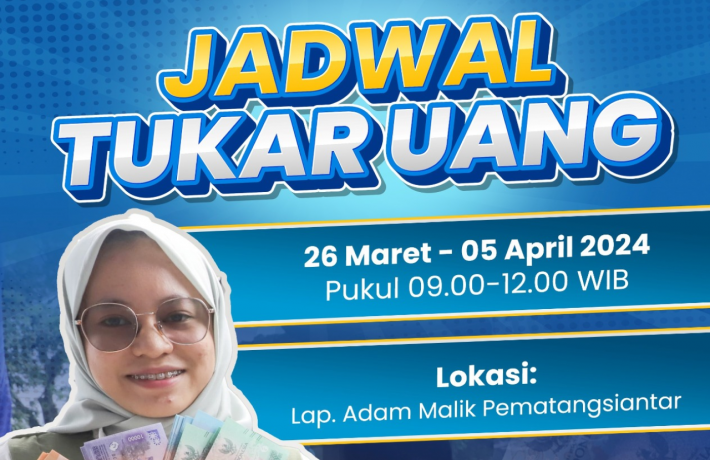 JADWAL
TUKAR UANG
26 Maret - 05 April 2024
Pukul 09.00-12.00 WIB
Lokasi:
Lap. Adam Malik Pematangsiantar